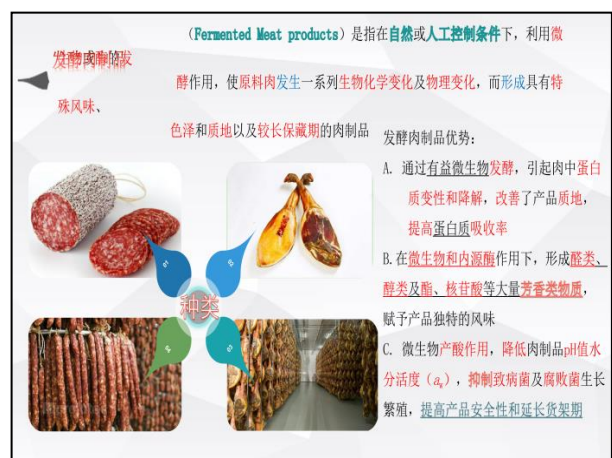 (Fermented Meat products) 是指在自然或人工控制条件下，利用微
酵作用，使原料肉发生一系列生物化学变化及物理变化，而形成具有特
殊风味、
色泽和质地以及较长保藏期的肉制品
发酵肉制品优势：
A. 通过有益微生物发酵，引起肉中蛋白
质变性和降解，改善了产品质地，
提高蛋白质吸收率
B.在微生物和内源酶作用下，形成醛类、
醇类及酯、核苷酸等大量芳香类物质，
赋予产品独特的风味
C. 微生物产酸作用，降低肉制品pH值水
分活度（aw），抑制致病菌及腐败菌生长
繁殖，提高产品安全性和延长货架期
种类
01
02
03
04